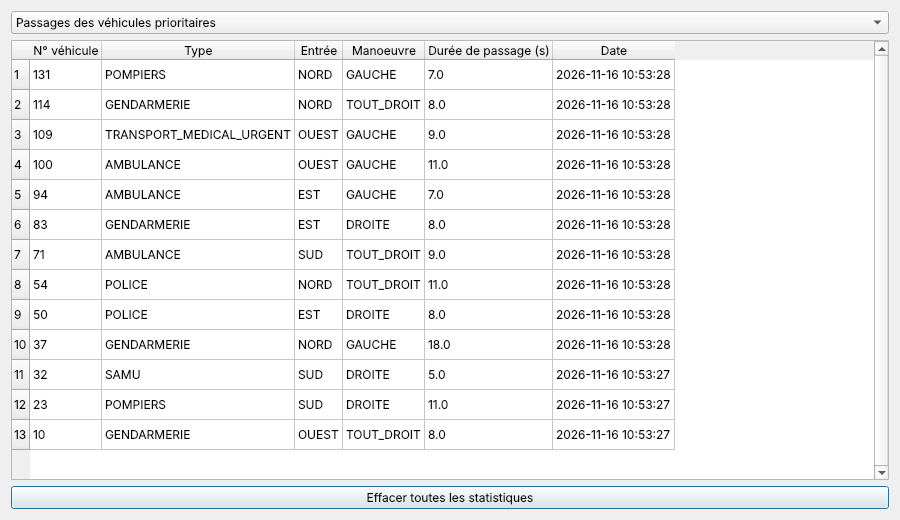 Passages des véhicules prioritaires
N° véhicule Type Entrée Manoeuvre Durée de passage (s) Date
1 131 POMPIERS NORD GAUCHE 7.0 2026-11-16 10:53:28
2 114 GENDARMERIE NORD TOUT_DROIT 8.0 2026-11-16 10:53:28
3 109 TRANSPORT_MEDICAL_URGENT OUEST GAUCHE 9.0 2026-11-16 10:53:28
4 100 AMBULANCE OUEST GAUCHE 11.0 2026-11-16 10:53:28
5 94 AMBULANCE EST GAUCHE 7.0 2026-11-16 10:53:28
6 83 GENDARMERIE EST DROITE 8.0 2026-11-16 10:53:28
7 71 AMBULANCE SUD TOUT_DROIT 9.0 2026-11-16 10:53:28
8 54 POLICE NORD TOUT_DROIT 11.0 2026-11-16 10:53:28
9 50 POLICE EST DROITE 8.0 2026-11-16 10:53:28
10 37 GENDARMERIE NORD GAUCHE 18.0 2026-11-16 10:53:28
11 32 SAMU SUD DROITE 5.0 2026-11-16 10:53:27
12 23 POMPIERS SUD DROITE 11.0 2026-11-16 10:53:27
13 10 GENDARMERIE OUEST TOUT_DROIT 8.0 2026-11-16 10:53:27
Effacer toutes les statistiques